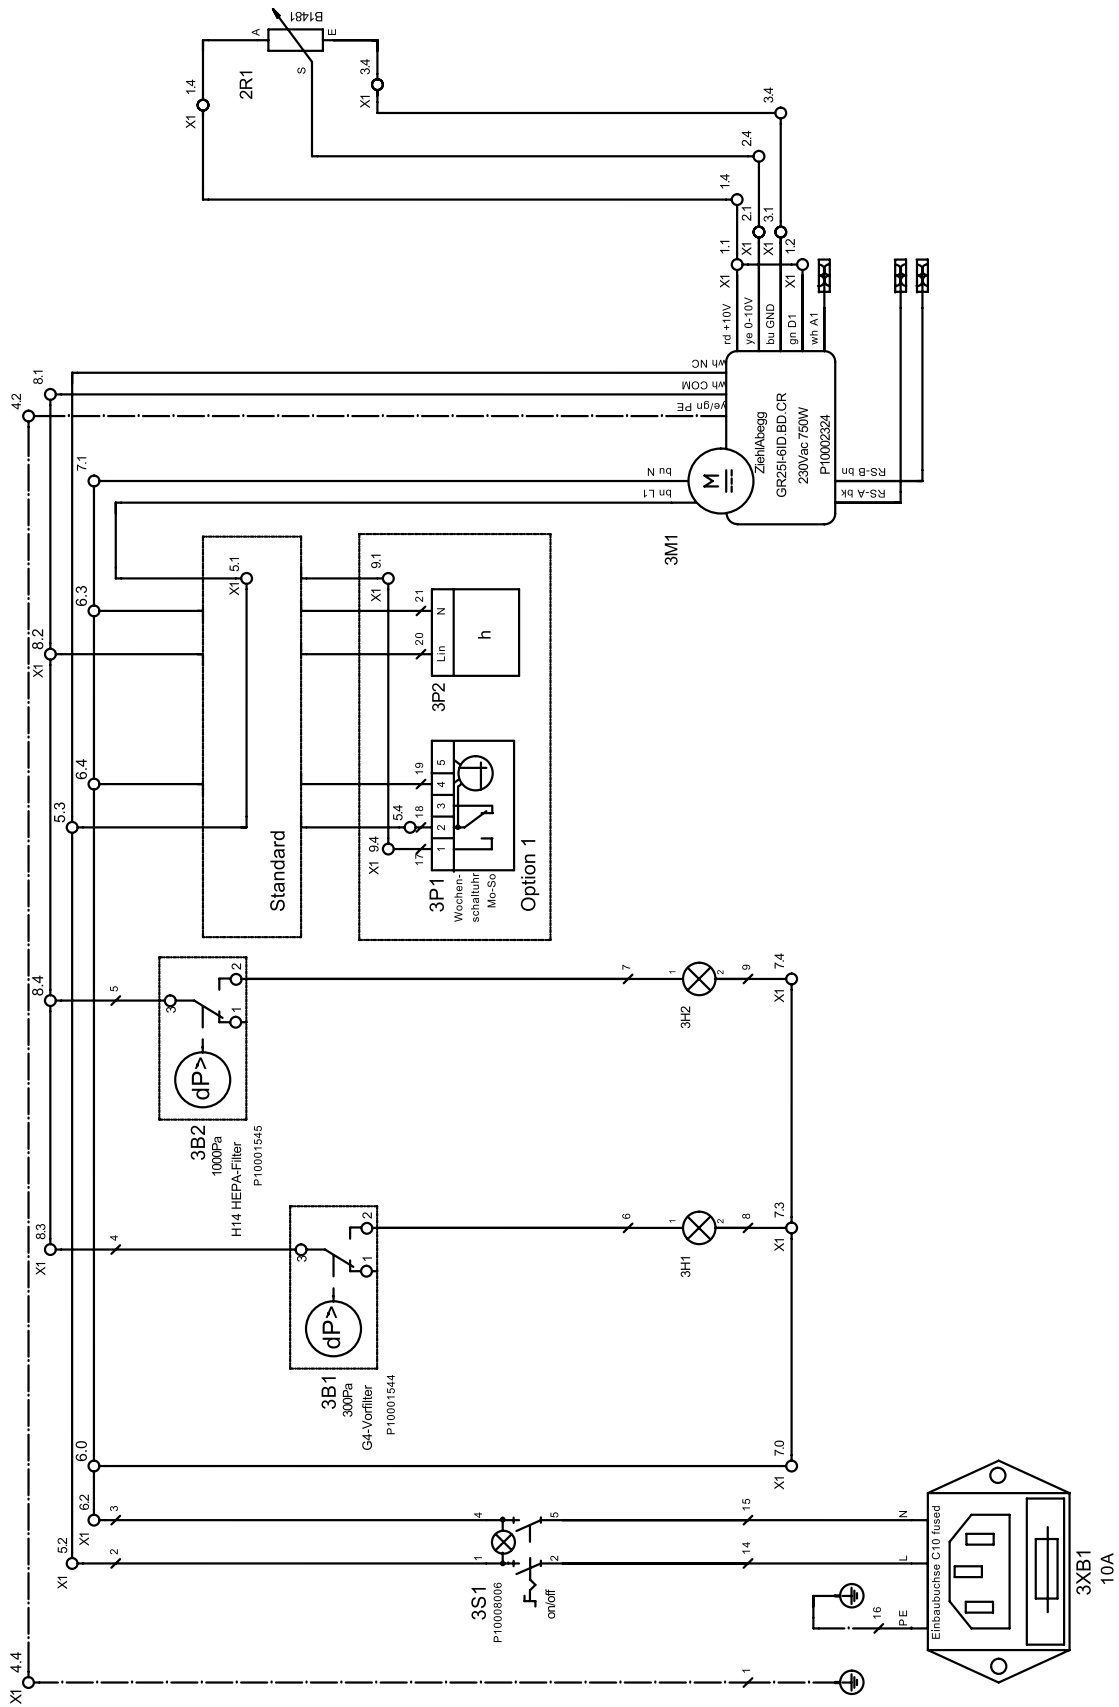 X1 4.4
4.2
X1 8.3
8.4
X1 8.2
8.1
X1 5.2
5.3
X1 6.2
6.0
6.4
6.3
7.1
1
2
3
4
5
3B2
1000Pa
H14 HEPA-Filter
P10001545
dP>
3
1
2
3B1
300Pa
G4-Vorfilter
P10001544
dP>
3
1
2
Standard
X1 5.1
Option 1
X1 9.1
X1 9.4
5.4
17
18
19
20
21
3P1
Wochen-
schaltuhr
Mo-So
1
2
3
4
5
3P2
Lin
N
h
3S1
P10008006
on/off
1
4
2
5
14
15
16
PE
L
N
Einbaubuchse C10 fused
3XB1
10A
6
7
1
2
3H1
8
1
2
3H2
9
X1 7.0
X1 7.3
X1 7.4
3M1
M
ZiehlAbegg
GR25I-6ID.BD.CR
230Vac 750W
P10002324
bn L1
bu N
ye/gn PE
wh COM
wh NC
rd +10V
ye 0-10V
bu GND
gn D1
wh A1
RS-A bk
RS-B bn
X1 1.1
X1 2.1
X1 3.1
X1 1.2
1.4
2.4
3.4
X1 1.4
X1 3.4
2R1
B1481
A
S
E